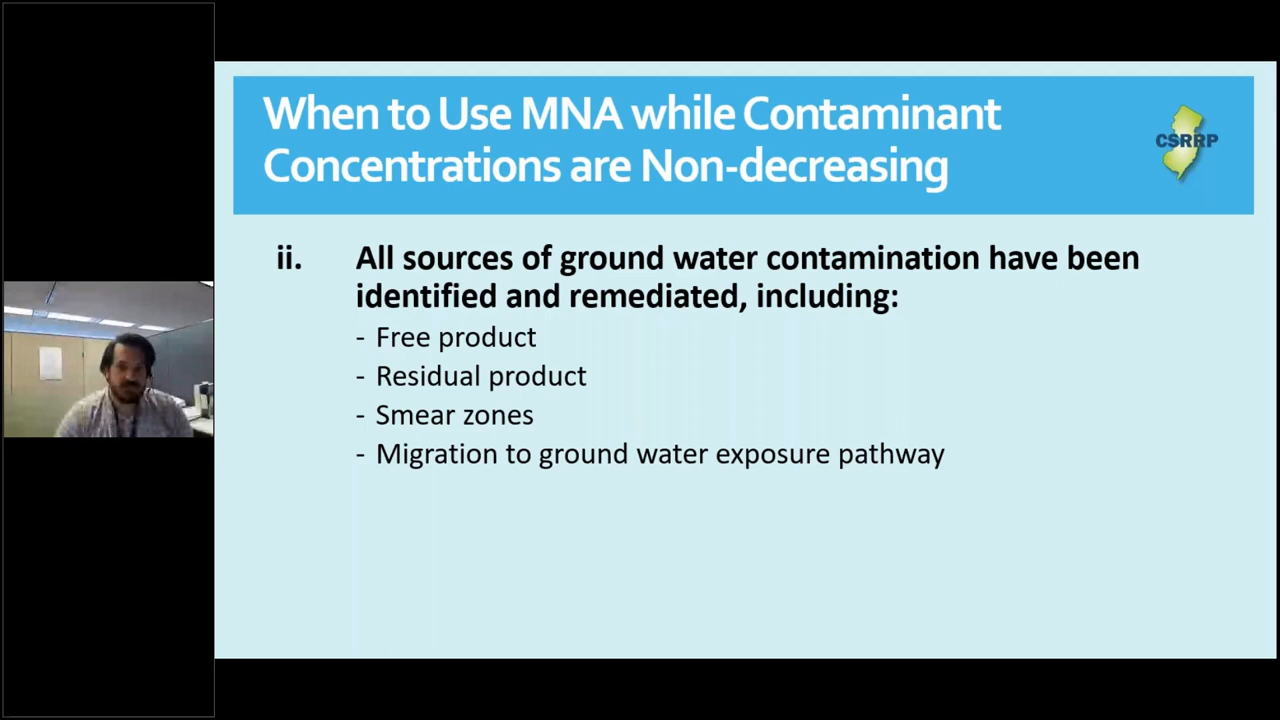 When to Use MNA while Contaminant
Concentrations are Non-decreasing
CSRRP
ii. All sources of ground water contamination have been
identified and remediated, including:
- Free product
- Residual product
- Smear zones
- Migration to ground water exposure pathway